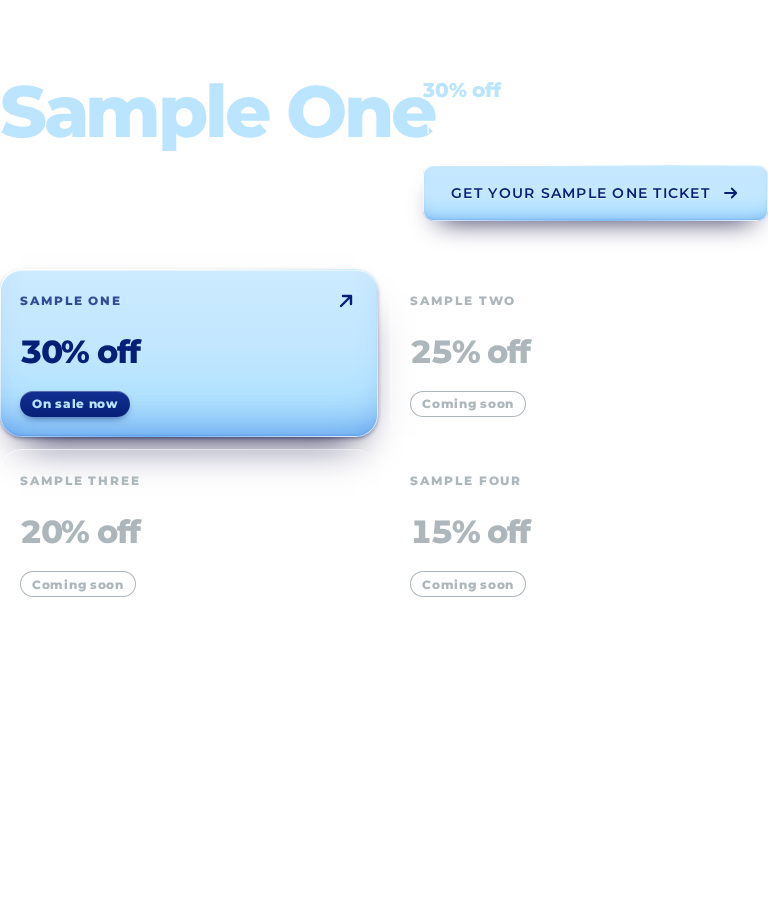 Sample One
30% off
GET YOUR SAMPLE ONE TICKET
SAMPLE ONE
30% off
On sale now
SAMPLE TWO
25% off
Coming soon
SAMPLE THREE
20% off
Coming soon
SAMPLE FOUR
15% off
Coming soon